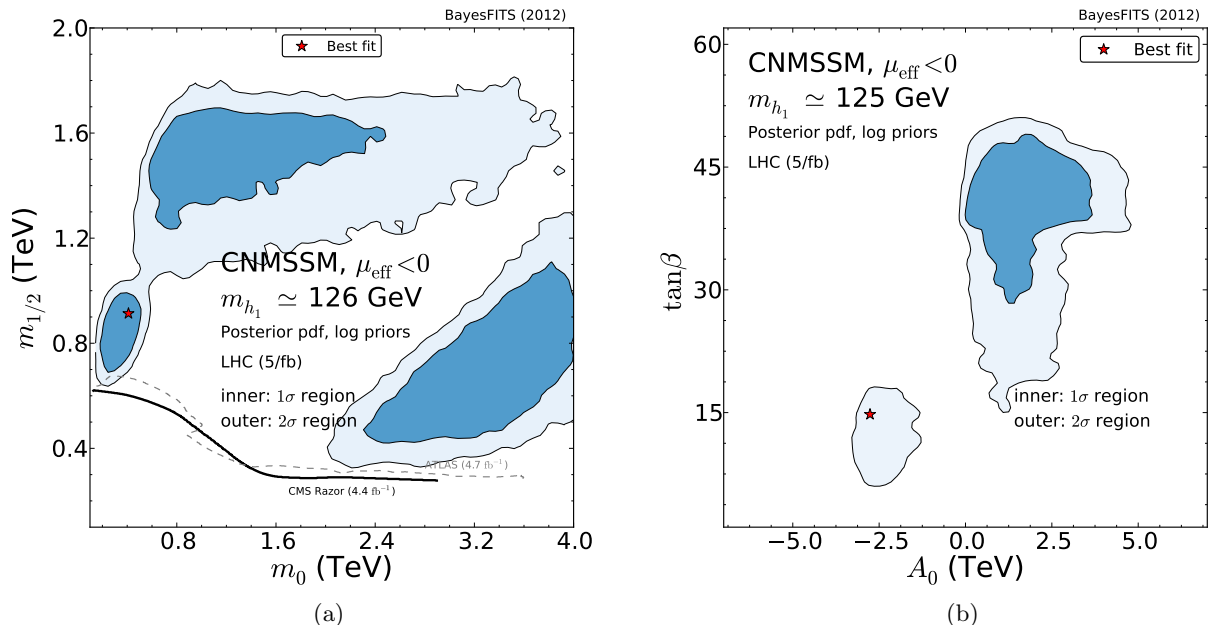 BayesFITS (2012)
Best fit
CNMSSM, μeff<0
mh1 ≃ 126 GeV
Posterior pdf, log priors
LHC (5/fb)
inner: 1σ region
outer: 2σ region
ATLAS (4.7 fb−1)
CMS Razor (4.4 fb−1)
2.0
1.6
1.2
0.8
0.4
m1/2 (TeV)
0.8 1.6 2.4 3.2 4.0
m0 (TeV)
(a)
BayesFITS (2012)
Best fit
CNMSSM, μeff<0
mh1 ≃ 125 GeV
Posterior pdf, log priors
LHC (5/fb)
inner: 1σ region
outer: 2σ region
60
45
30
15
tanβ
−5.0 −2.5 0.0 2.5 5.0
A0 (TeV)
(b)